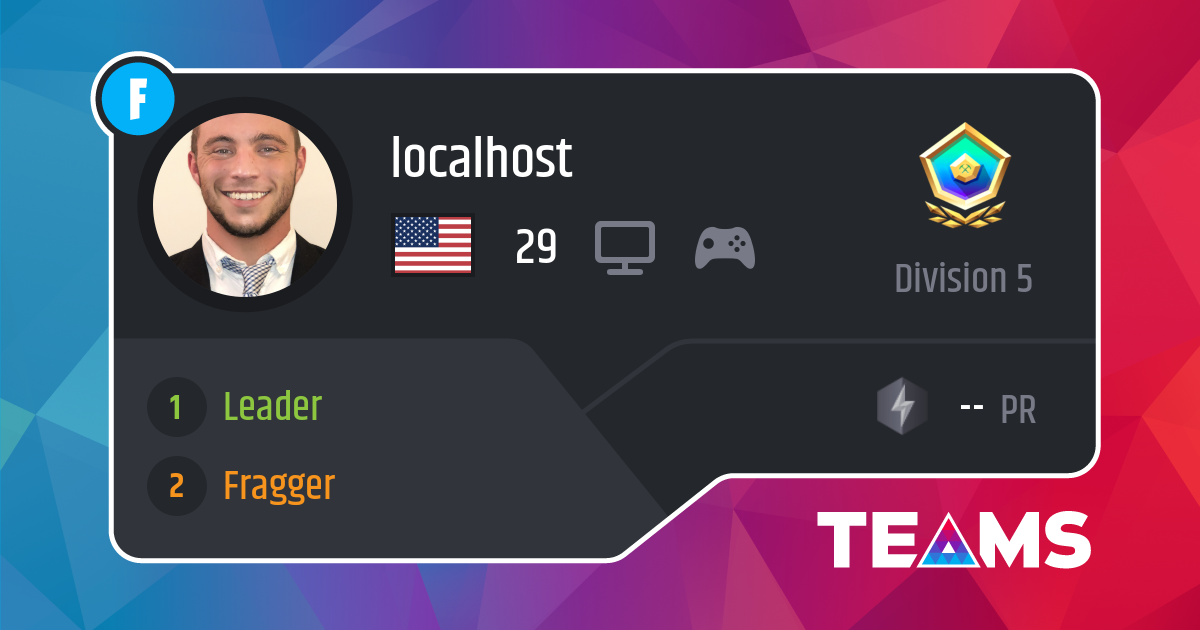 F
localhost
29
Division 5
1 Leader
-- PR
2 Fragger
TEAMS